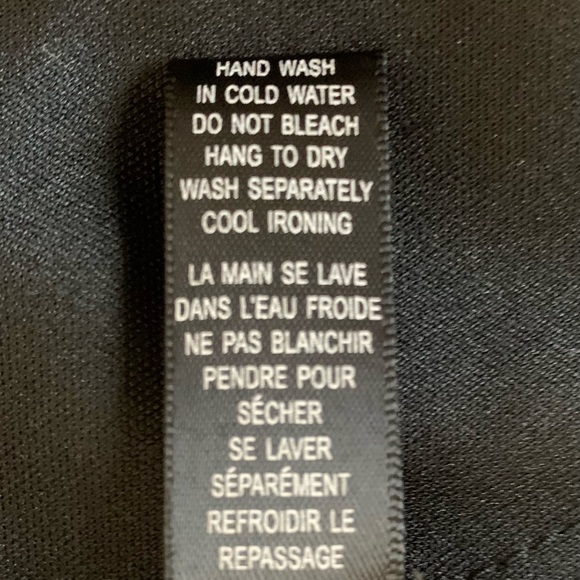 HAND WASH
IN COLD WATER
DO NOT BLEACH
HANG TO DRY
WASH SEPARATELY
COOL IRONING
LA MAIN SE LAVE
DANS L'EAU FROIDE
NE PAS BLANCHIR
PENDRE POUR
SÉCHER
SE LAVER
SÉPARÉMENT
REFROIDIR LE
REPASSAGE